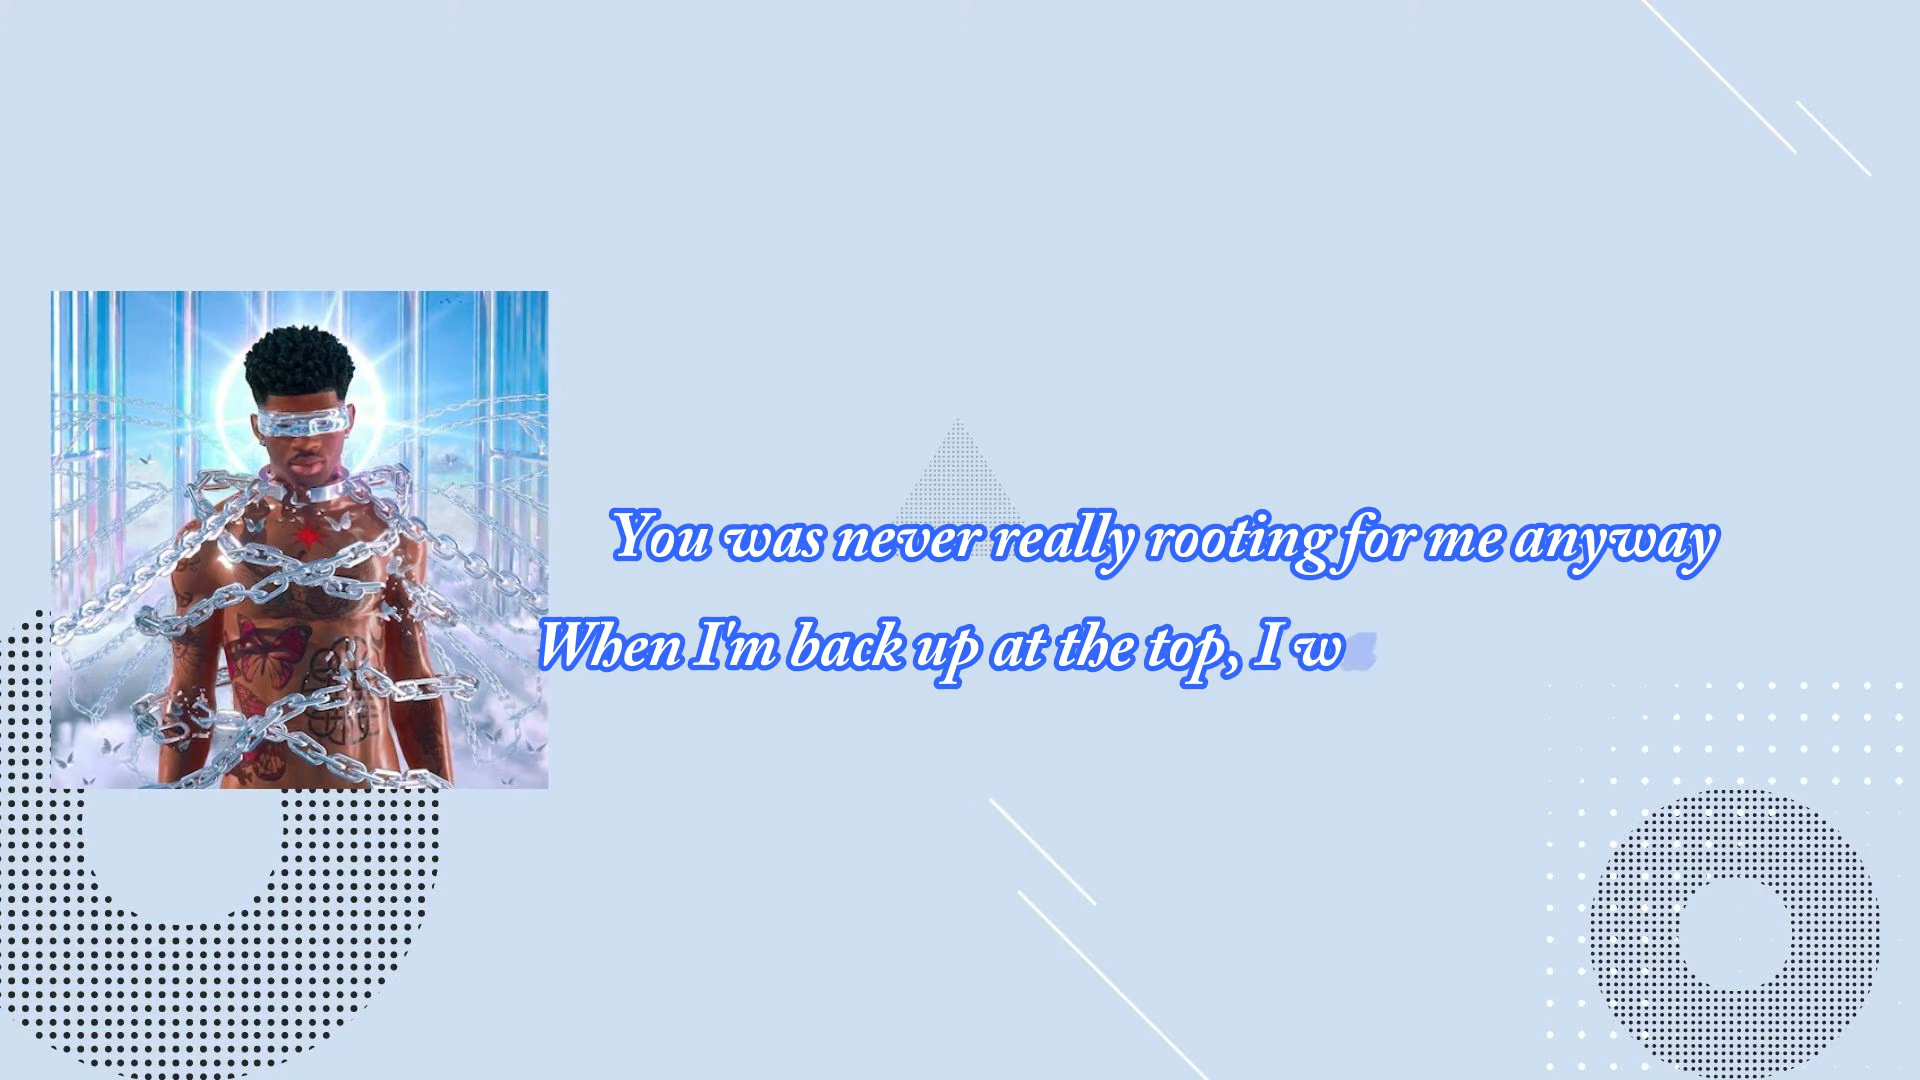 You was never really rooting for me anyway
When I'm back up at the top, I w